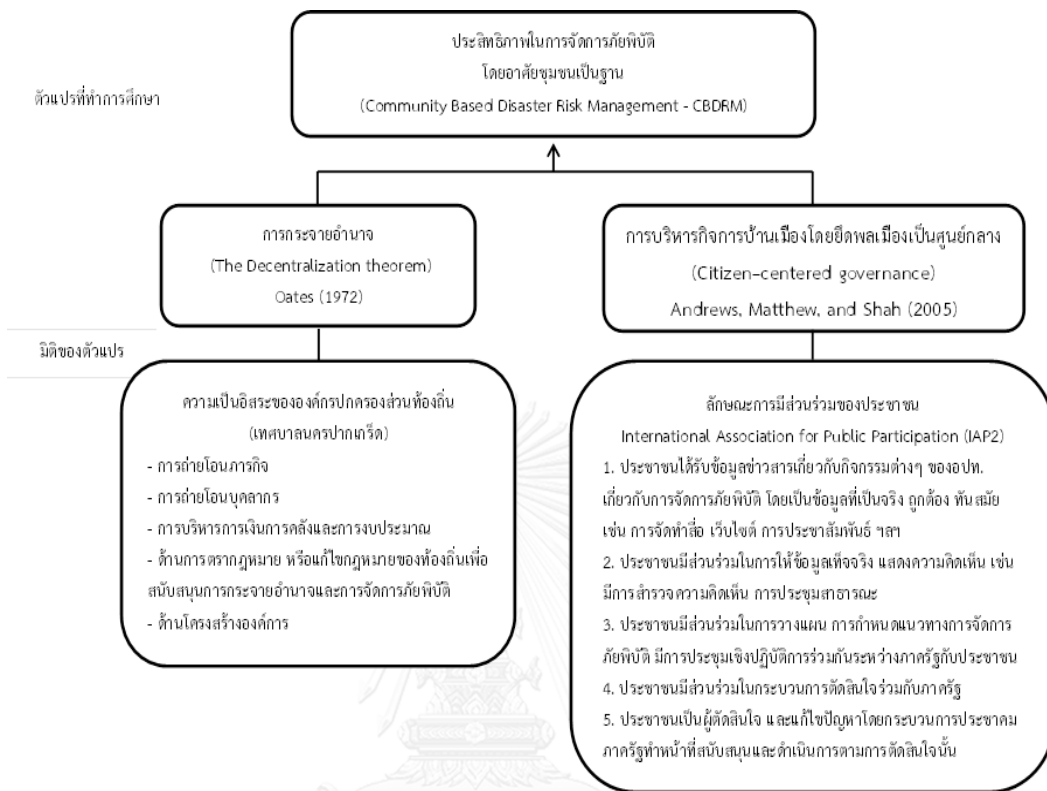 ประสิทธิภาพในการจัดการภัยพิบัติ
โดยอาศัยชุมชนเป็นฐาน
(Community Based Disaster Risk Management - CBDRM)
ตัวแปรที่ทำการศึกษา
การกระจายอำนาจ
(The Decentralization theorem)
Oates (1972)
การบริหารกิจการบ้านเมืองโดยยึดพลเมืองเป็นศูนย์กลาง
(Citizen-centered governance)
Andrews, Matthew, and Shah (2005)
มิติของตัวแปร
ความเป็นอิสระขององค์กรปกครองส่วนท้องถิ่น
(เทศบาลนครปากเกร็ด)
- การถ่ายโอนภารกิจ
- การถ่ายโอนบุคลากร
- การบริหารการเงินการคลังและการงบประมาณ
- ด้านการตรากฎหมาย หรือแก้ไขกฎหมายของท้องถิ่นเพื่อ
สนับสนุนการกระจายอำนาจและการจัดการภัยพิบัติ
- ด้านโครงสร้างองค์การ
ลักษณะการมีส่วนร่วมของประชาชน
International Association for Public Participation (IAP2)
1. ประชาชนได้รับข้อมูลข่าวสารเกี่ยวกับกิจกรรมต่างๆ ของอปท.
เกี่ยวกับการจัดการภัยพิบัติ โดยเป็นข้อมูลที่เป็นจริง ถูกต้อง ทันสมัย
เช่น การจัดทำสื่อ เว็บไซต์ การประชาสัมพันธ์ ฯลฯ
2. ประชาชนมีส่วนร่วมในการให้ข้อมูลเท็จจริง แสดงความคิดเห็น เช่น
มีการสำรวจความคิดเห็น การประชุมสาธารณะ
3. ประชาชนมีส่วนร่วมในการวางแผน การกำหนดแนวทางการจัดการ
ภัยพิบัติ มีการประชุมเชิงปฏิบัติการร่วมกันระหว่างภาครัฐกับประชาชน
4. ประชาชนมีส่วนร่วมในกระบวนการตัดสินใจร่วมกับภาครัฐ
5. ประชาชนเป็นผู้ตัดสินใจ และแก้ไขปัญหาโดยกระบวนการประชาคม
ภาครัฐทำหน้าที่สนับสนุนและดำเนินการตามการตัดสินใจนั้น